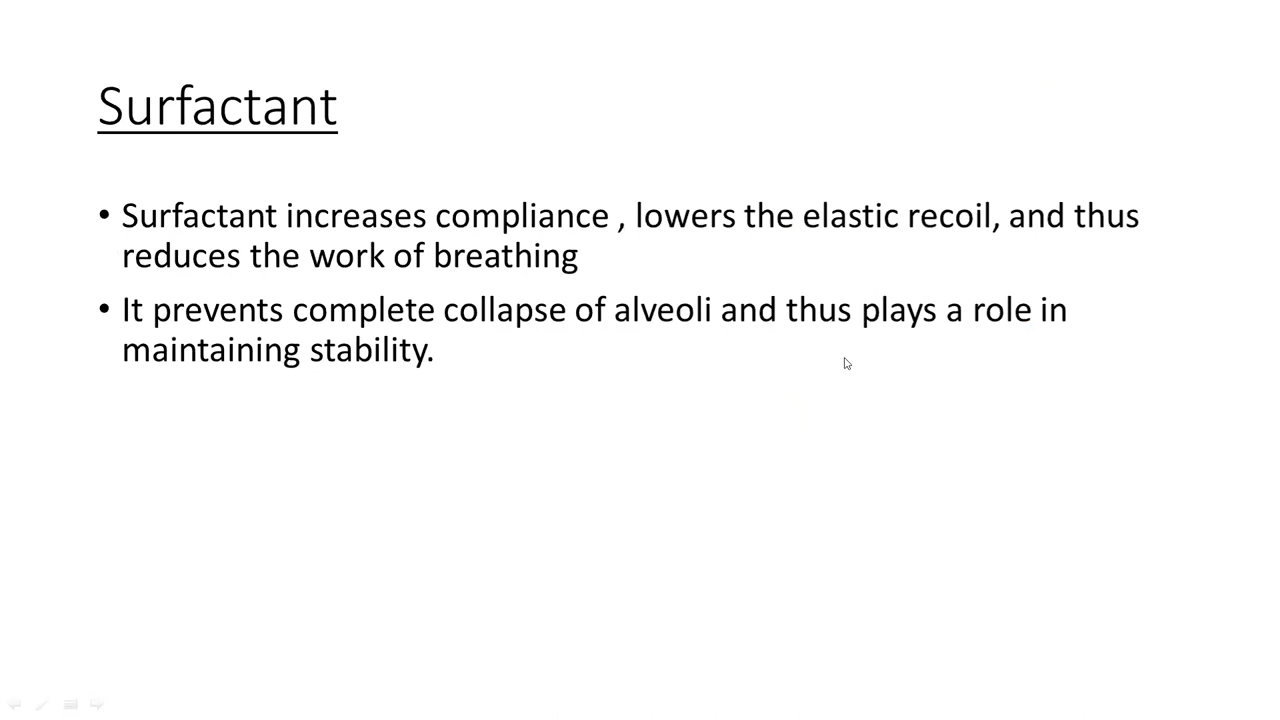 Surfactant
• Surfactant increases compliance , lowers the elastic recoil, and thus
reduces the work of breathing
• It prevents complete collapse of alveoli and thus plays a role in
maintaining stability.